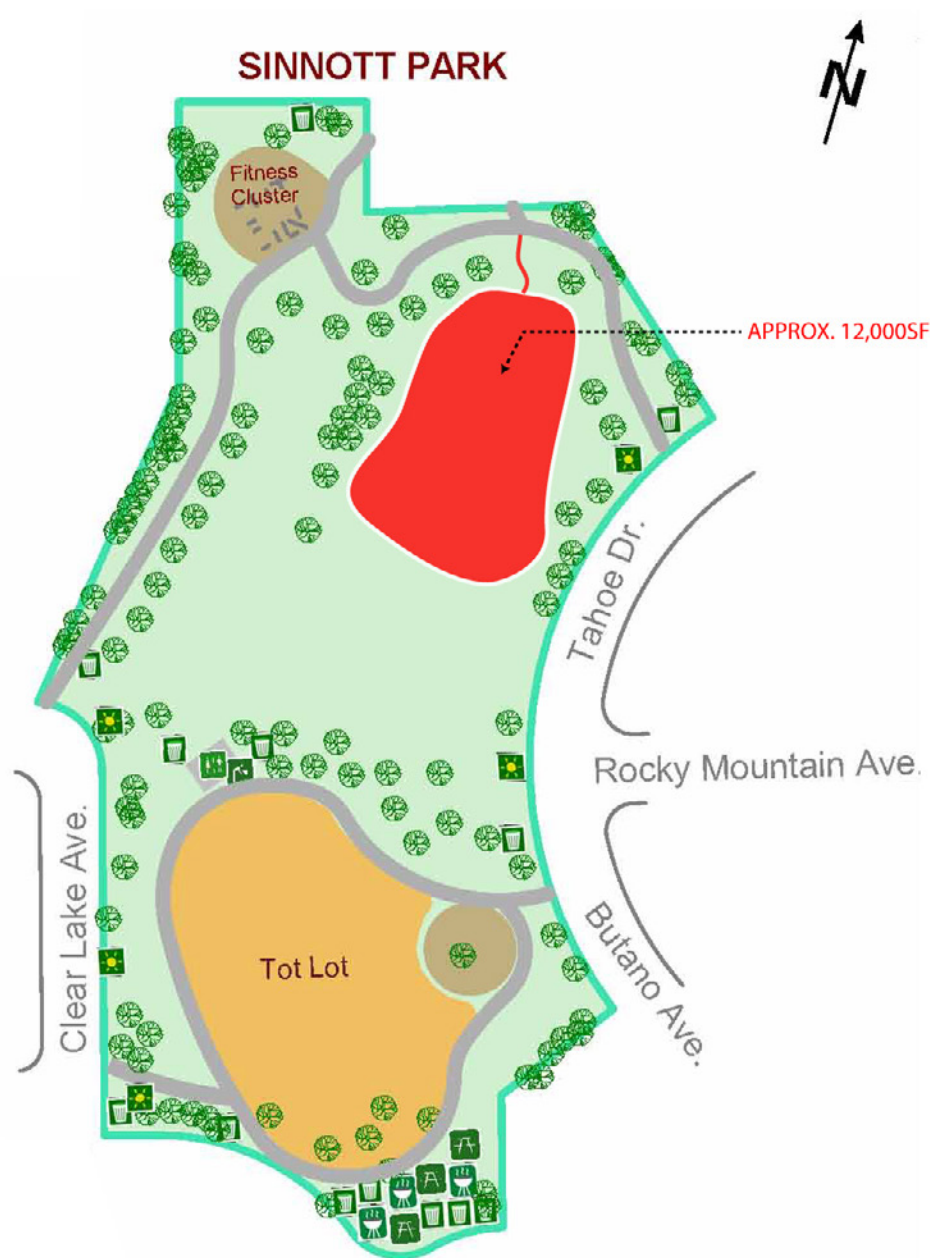 SINNOTT PARK
N
Fitness
Cluster
APPROX. 12,000SF
Tahoe Dr.
Rocky Mountain Ave.
Clear Lake Ave.
Tot Lot
Butano Ave.